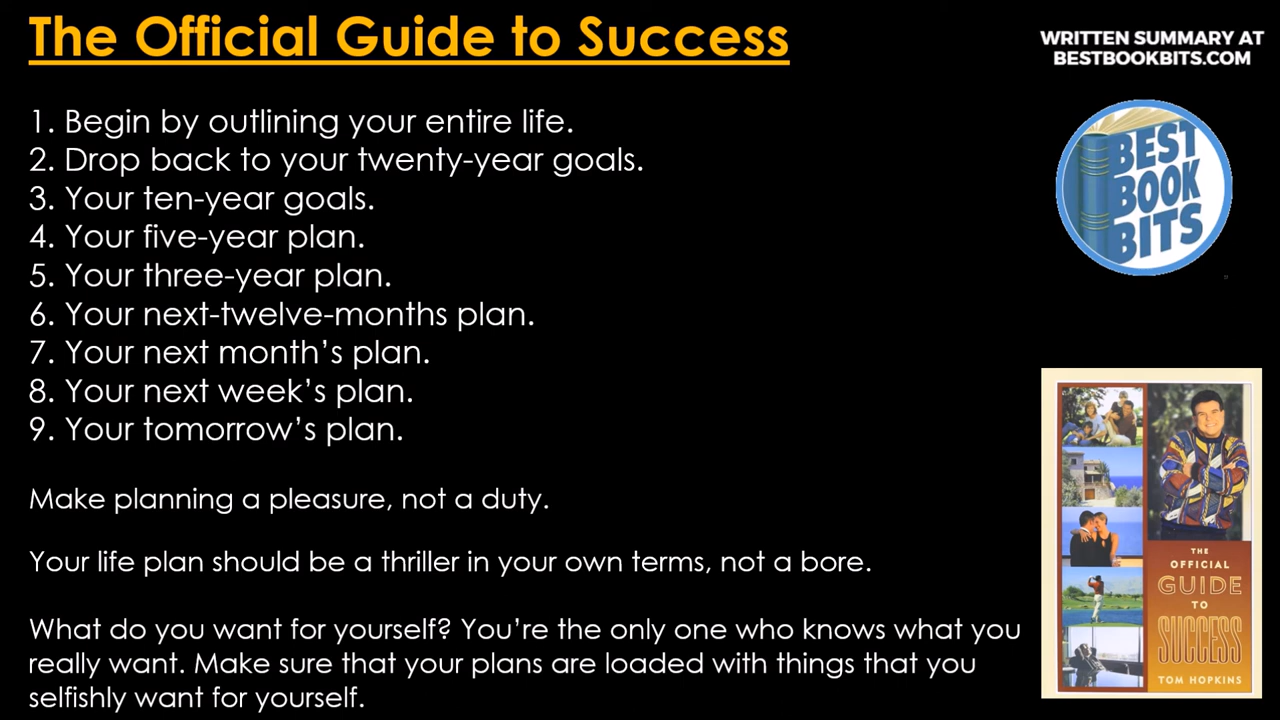 The Official Guide to Success
WRITTEN SUMMARY AT
BESTBOOKBITS.COM
1. Begin by outlining your entire life.
2. Drop back to your twenty-year goals.
3. Your ten-year goals.
4. Your five-year plan.
5. Your three-year plan.
6. Your next-twelve-months plan.
7. Your next month’s plan.
8. Your next week’s plan.
9. Your tomorrow’s plan.
Make planning a pleasure, not a duty.
Your life plan should be a thriller in your own terms, not a bore.
What do you want for yourself? You’re the only one who knows what you
really want. Make sure that your plans are loaded with things that you
selfishly want for yourself.
BEST
BOOK
BITS
THE
OFFICIAL
GUIDE
TO
SUCCESS
TOM HOPKINS